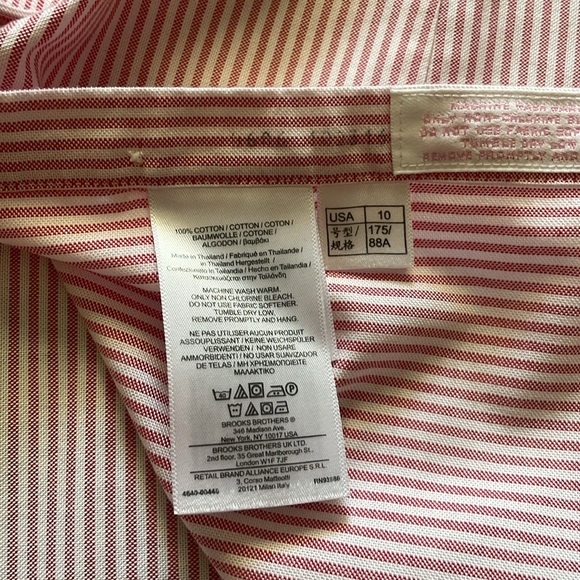 MACHINE
ONLY NON-CHLORINE
DO NOT USE FABRIC
TUMBLE DRY LOW
REMOVE PROMPTLY AND
100% COTTON / COTON / COTON /
BAUMWOLLE / COTONE /
ALGODON / βαμβάκι
Made in Thailand / Fabriqué en Thaïlande
/ in Thailand Hergestellt /
Confezionato in Tailandia / Hecho en Tailandia /
Κατασκευάζεται στην Ταϊλάνδη
MACHINE WASH WARM
ONLY NON CHLORINE BLEACH.
DO NOT USE FABRIC SOFTENER.
TUMBLE DRY LOW.
REMOVE PROMPTLY AND HANG.
NE PAS UTILISER AUCUN PRODUIT
ASSOUPLISSANT / KEINE WEICHSPÜLER
VERWENDEN / NON USARE
AMMORBIDENTI / NO USAR SUAVIZADOR
DE TELAS / ΜΗ ΧΡΗΣΙΜΟΠΟΙΕΙΤΕ
ΜΑΛΑΚΤΙΚΟ
BROOKS BROTHERS ®
346 Madison Ave.
New York, NY 10017 USA
BROOKS BROTHERS UK LTD.
2nd floor, 35 Great Marlborough St.
London W1F 7JF
RETAIL BRAND ALLIANCE EUROPE S.R.L.
3, Corso Matteotti
20121 Milan Italy
USA 10
号型/ 175/
规格 88A